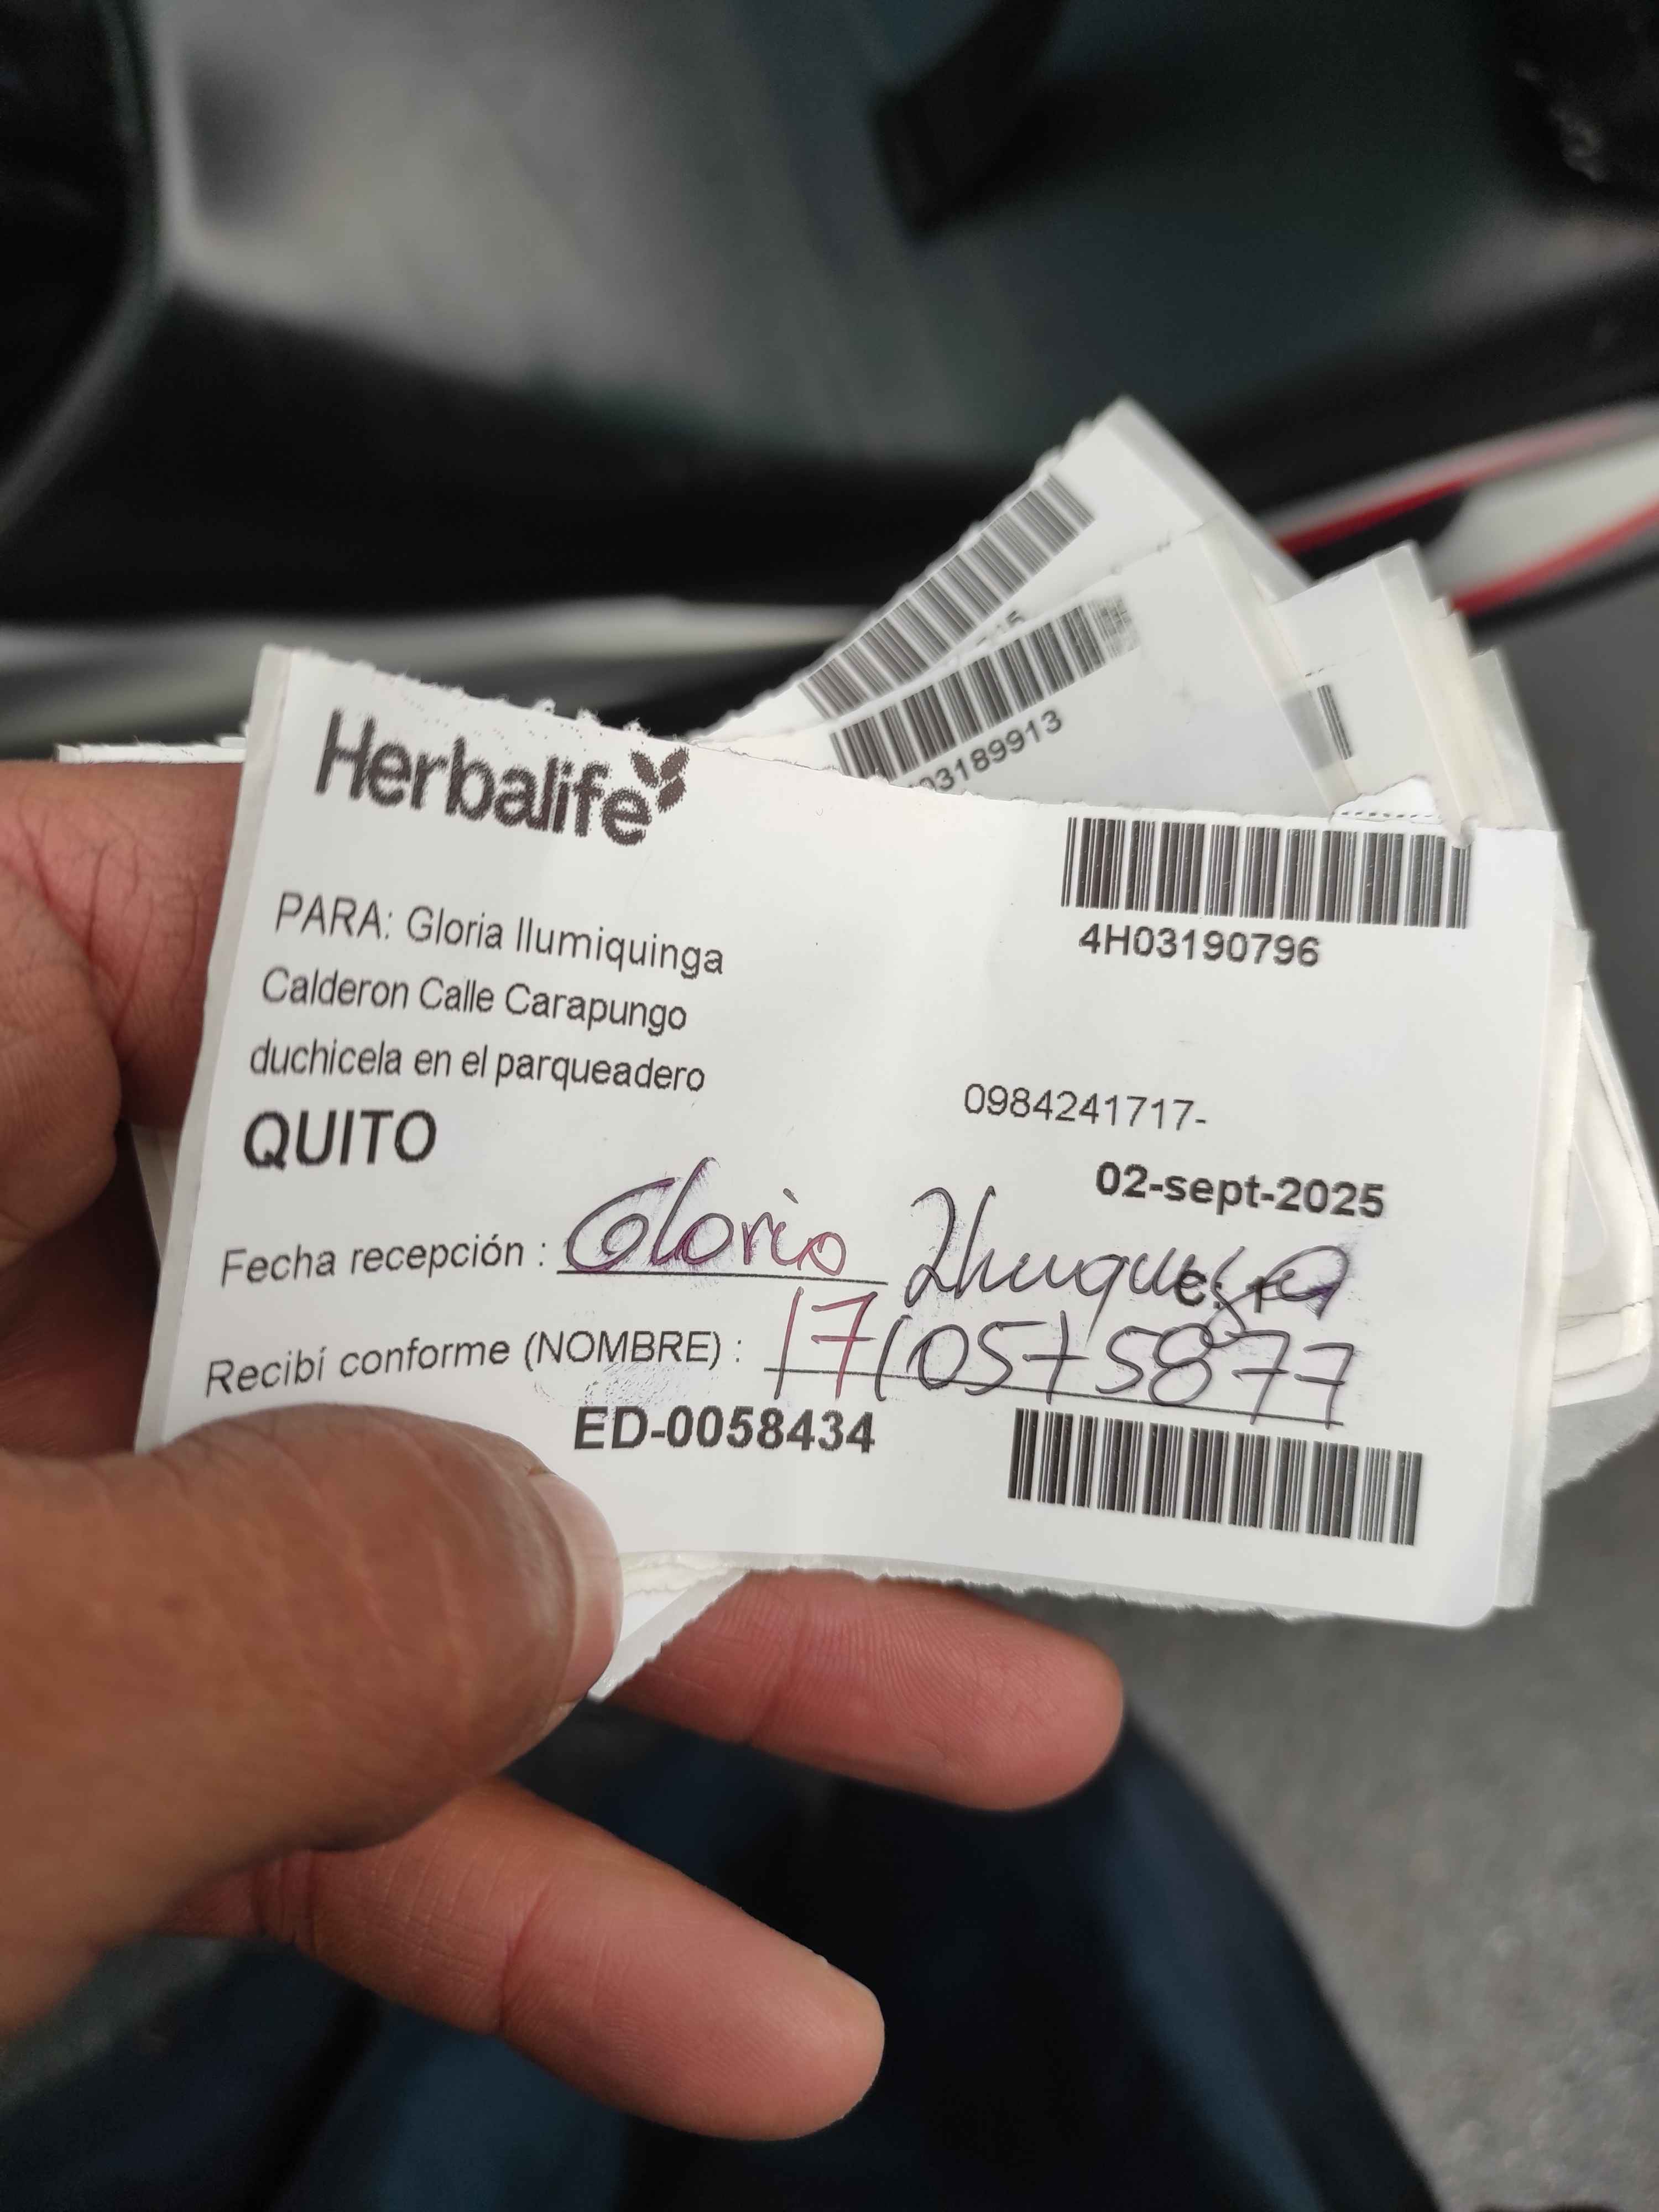 Herbalife
4H03190796
PARA: Gloria Ilumiquinga
Calderon Calle Carapungo
duchicela en el parqueadero
0984241717-
QUITO
02-sept-2025
Fecha recepción : Gloria
Recibí conforme (NOMBRE) :
ED-0058434
03189913